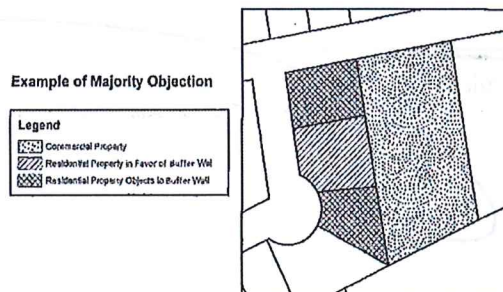 Example of Majority Objection
Legend
Commercial Property
Residential Property in Favor of Buffer Wall
Residential Property Objects to Buffer Wall